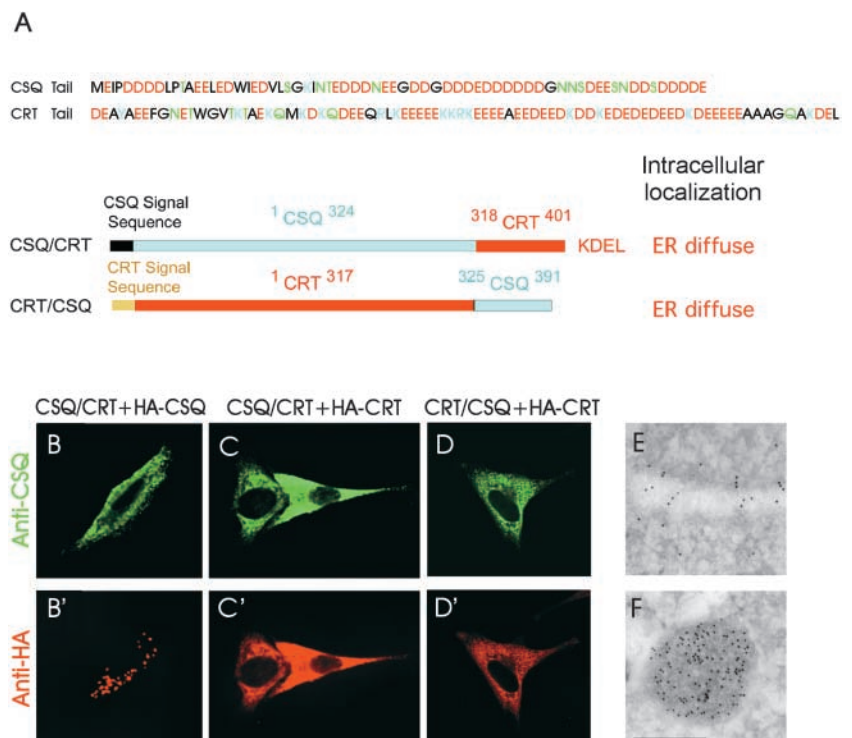 A
CSQ Tail MEIPDDDDLPTAEELEDWIEDVLSGKINTEDDDNEEGDDGDDDEDDDDDDGNNSDEESNDDSDDDDE
CRT Tail DEAYAEEFGNETWGVTKTAEKQMKDKQDEEQRLKEEEEEKKRKEEEEAEEDEEDKDDKEDEDEDEEDKDEEEEEAAAGQAKDEL
Intracellular
localization
CSQ Signal
Sequence
1 CSQ 324
318 CRT 401
CSQ/CRT
KDEL
ER diffuse
CRT Signal
Sequence
1 CRT 317
325 CSQ 391
CRT/CSQ
ER diffuse
CSQ/CRT+HA-CSQ CSQ/CRT+HA-CRT CRT/CSQ+HA-CRT
Anti-CSQ
B C D E
Anti-HA
B' C' D' F